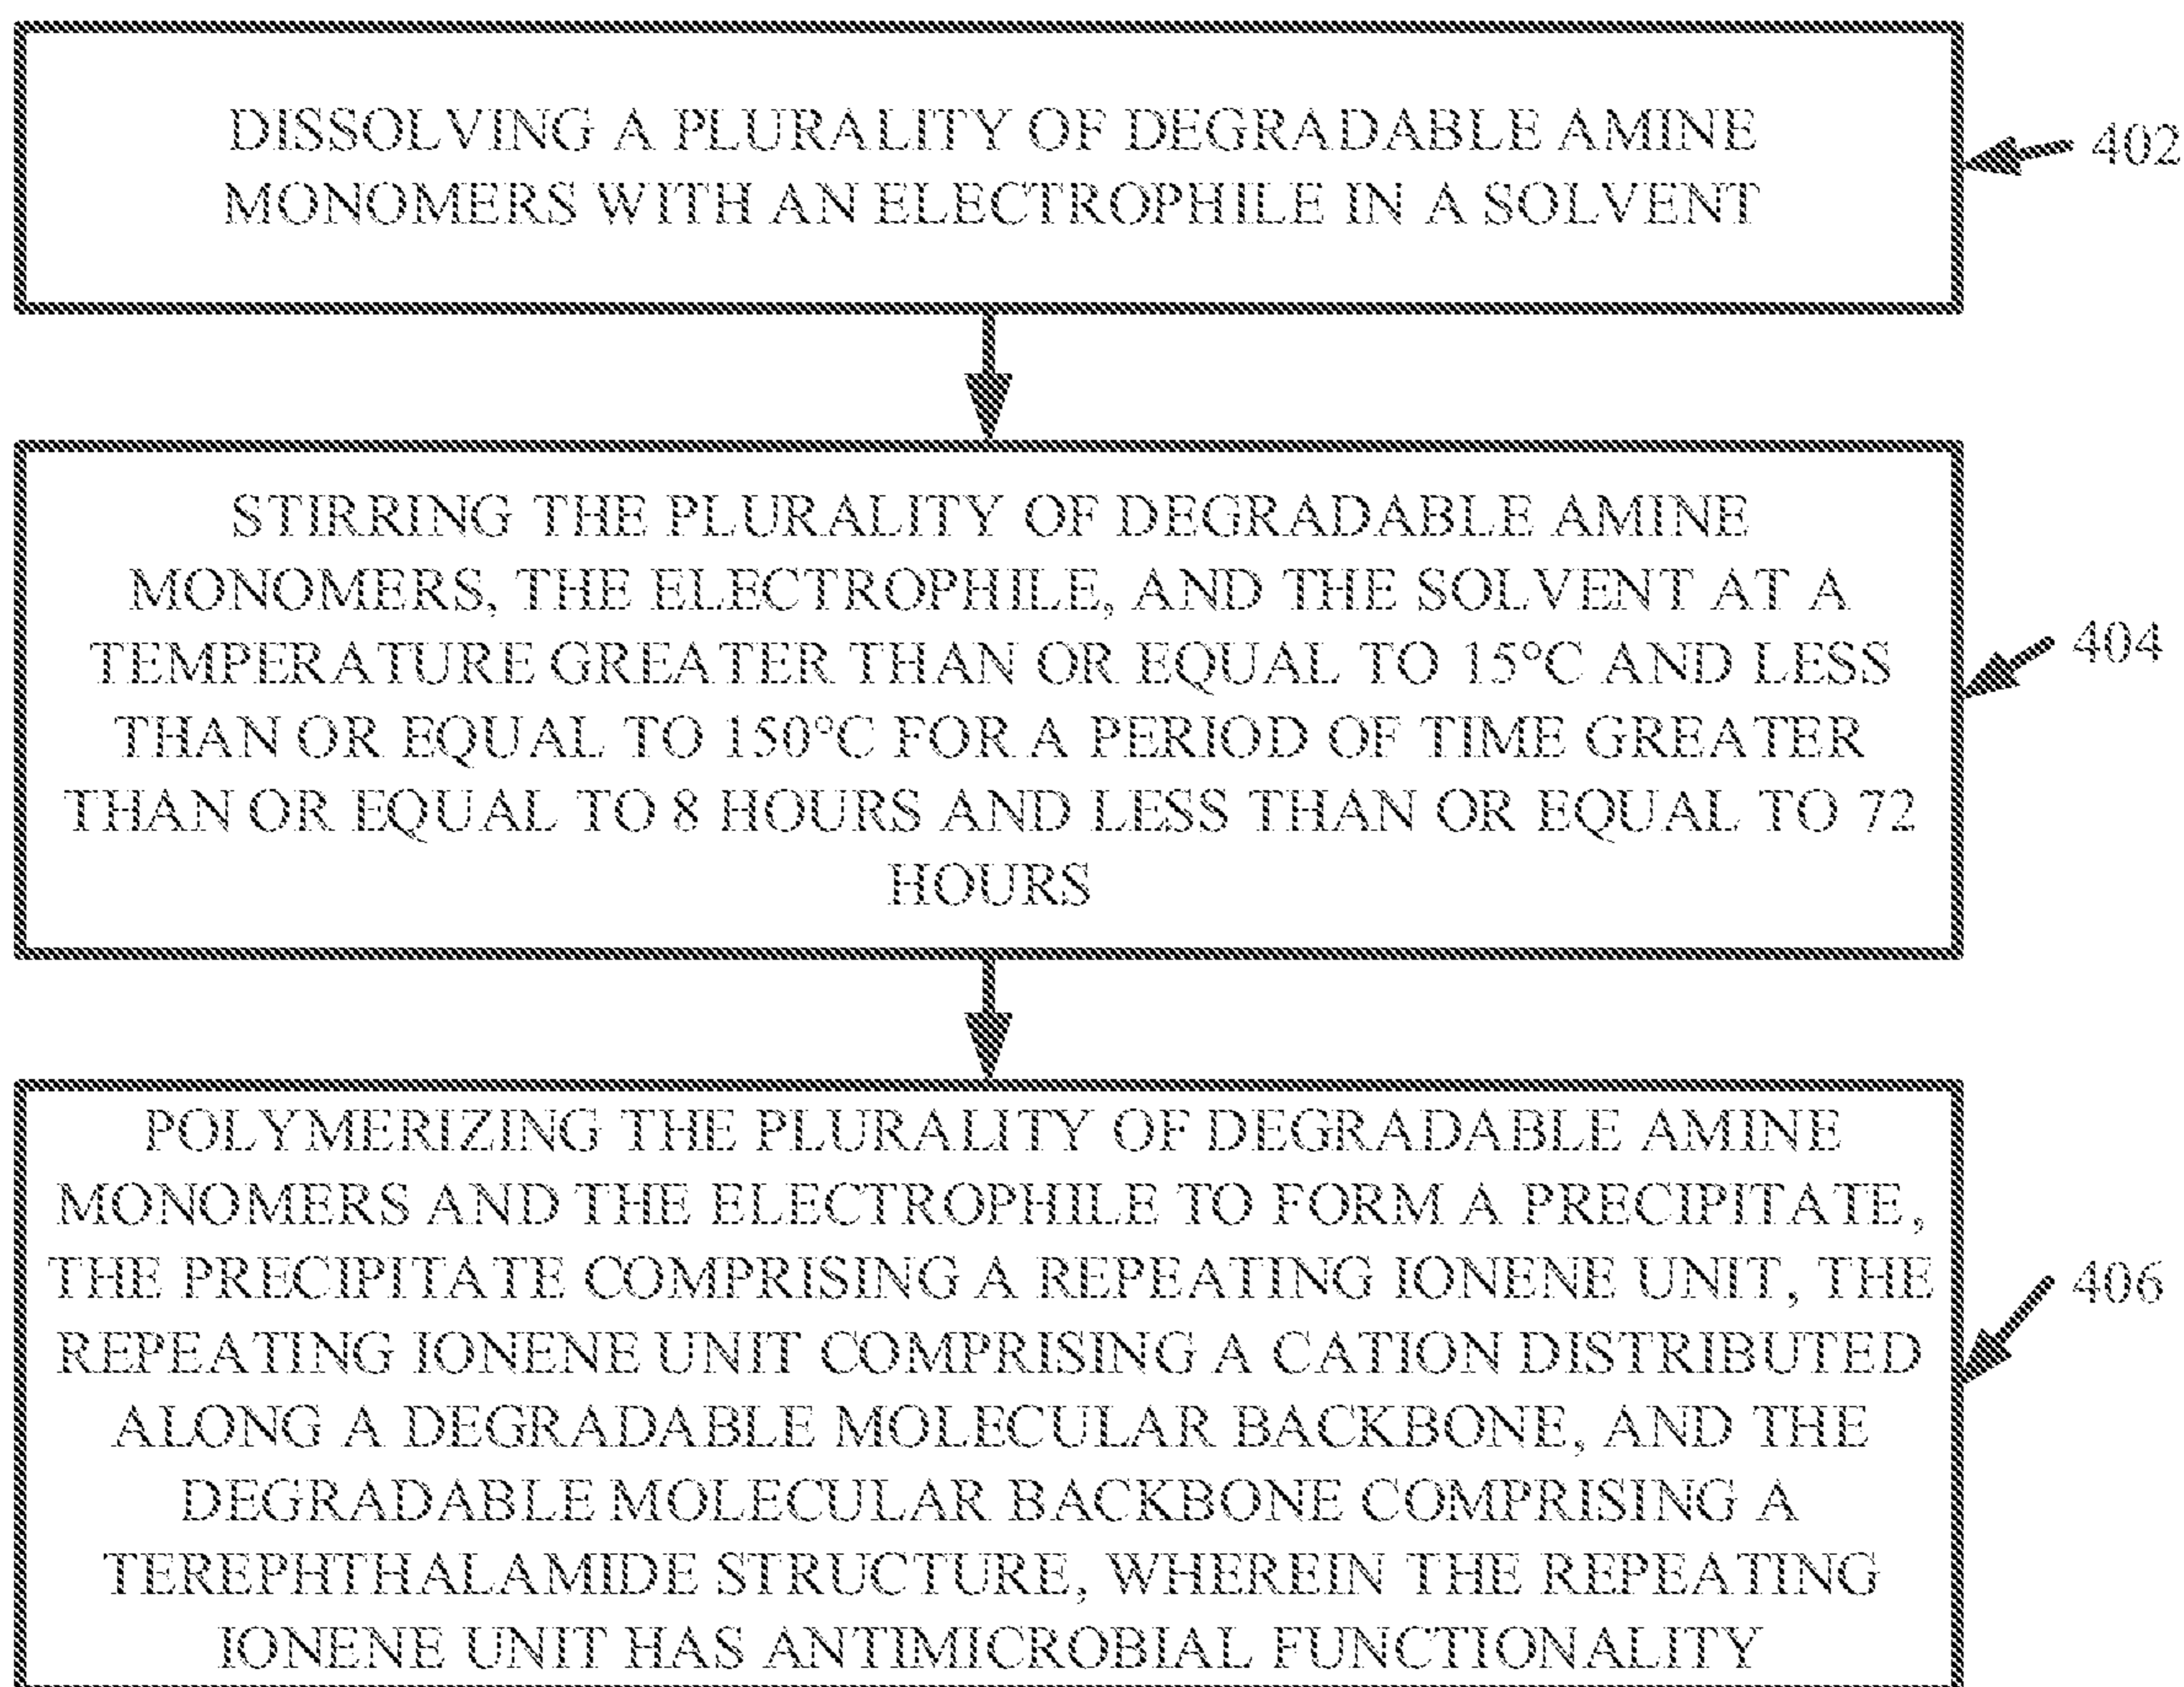 DISSOLVING A PLURALITY OF DEGRADABLE AMINE
MONOMERS WITH AN ELECTROPHILE IN A SOLVENT
402
STIRRING THE PLURALITY OF DEGRADABLE AMINE
MONOMERS, THE ELECTROPHILE, AND THE SOLVENT AT A
TEMPERATURE GREATER THAN OR EQUAL TO 15°C AND LESS
THAN OR EQUAL TO 150°C FOR A PERIOD OF TIME GREATER
THAN OR EQUAL TO 8 HOURS AND LESS THAN OR EQUAL TO 72
HOURS
404
POLYMERIZING THE PLURALITY OF DEGRADABLE AMINE
MONOMERS AND THE ELECTROPHILE TO FORM A PRECIPITATE,
THE PRECIPITATE COMPRISING A REPEATING IONENE UNIT, THE
REPEATING IONENE UNIT COMPRISING A CATION DISTRIBUTED
ALONG A DEGRADABLE MOLECULAR BACKBONE, AND THE
DEGRADABLE MOLECULAR BACKBONE COMPRISING A
TEREPHTHALAMIDE STRUCTURE, WHEREIN THE REPEATING
IONENE UNIT HAS ANTIMICROBIAL FUNCTIONALITY
406